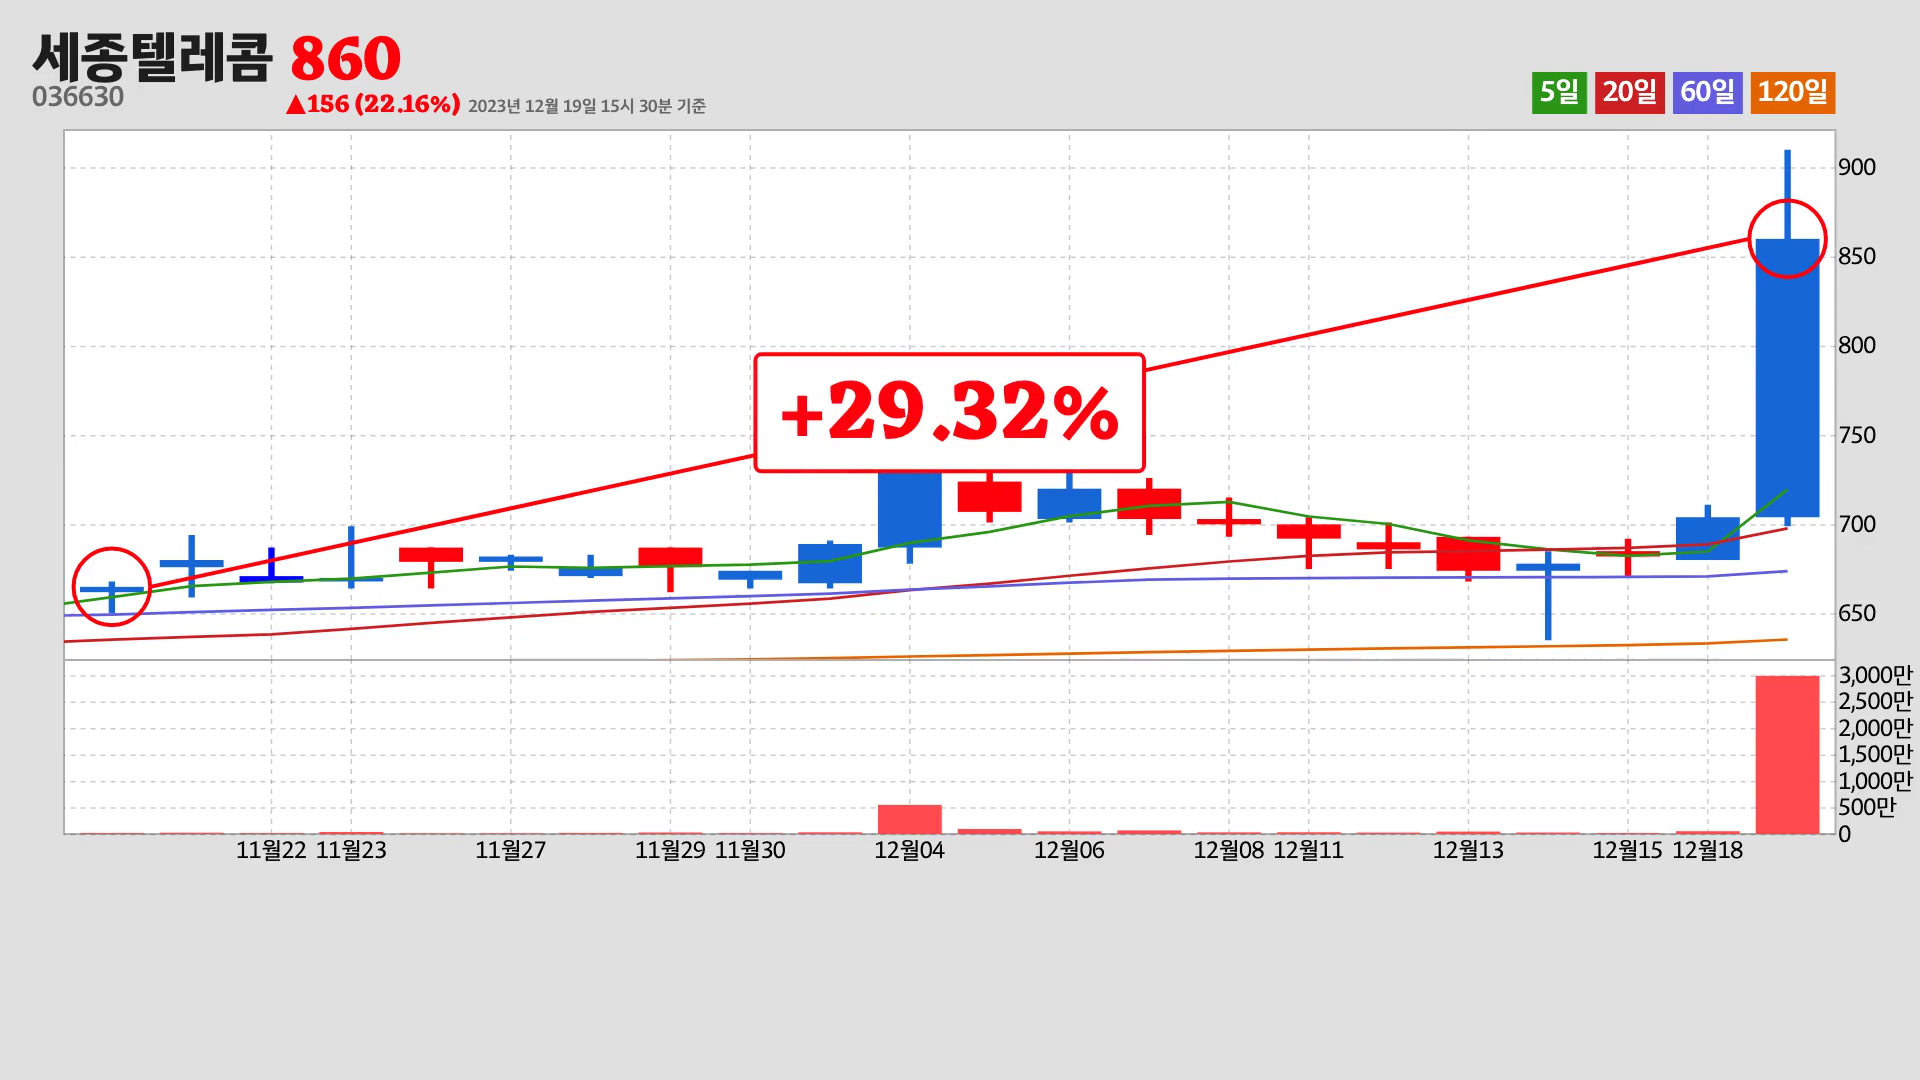 세종텔레콤 860
036630
▲156 (22.16%) 2023년 12월 19일 15시 30분 기준
5일 20일 60일 120일
900
850
800
+29.32%
750
700
650
3,000만
2,500만
2,000만
1,500만
1,000만
500만
0
11월22 11월23 11월27 11월29 11월30 12월04 12월06 12월08 12월11 12월13 12월15 12월18